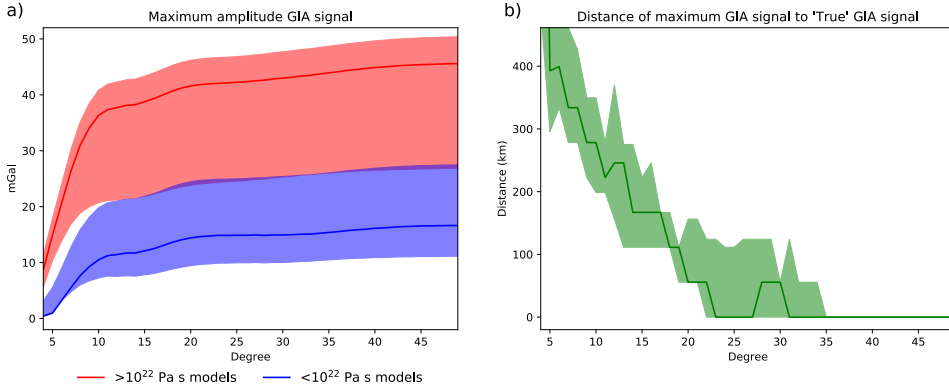 a)
Maximum amplitude GIA signal
50
40
30
20
10
0
mGal
5 10 15 20 25 30 35 40 45
Degree
>10²² Pa s models
<10²² Pa s models
b)
Distance of maximum GIA signal to 'True' GIA signal
400
300
200
100
0
Distance (km)
5 10 15 20 25 30 35 40 45
Degree